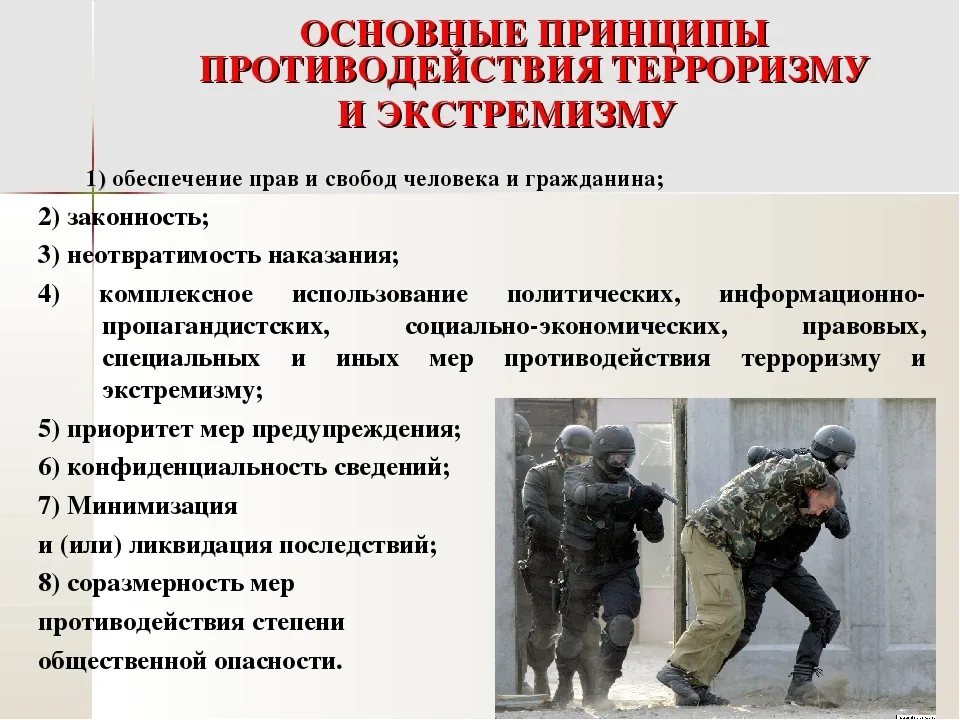 ОСНОВНЫЕ ПРИНЦИПЫ
ПРОТИВОДЕЙСТВИЯ ТЕРРОРИЗМУ
И ЭКСТРЕМИЗМУ
1) обеспечение прав и свобод человека и гражданина;
2) законность;
3) неотвратимость наказания;
4) комплексное использование политических, информационно-
пропагандистских, социально-экономических, правовых,
специальных и иных мер противодействия терроризму и
экстремизму;
5) приоритет мер предупреждения;
6) конфиденциальность сведений;
7) Минимизация
и (или) ликвидация последствий;
8) соразмерность мер
противодействия степени
общественной опасности.